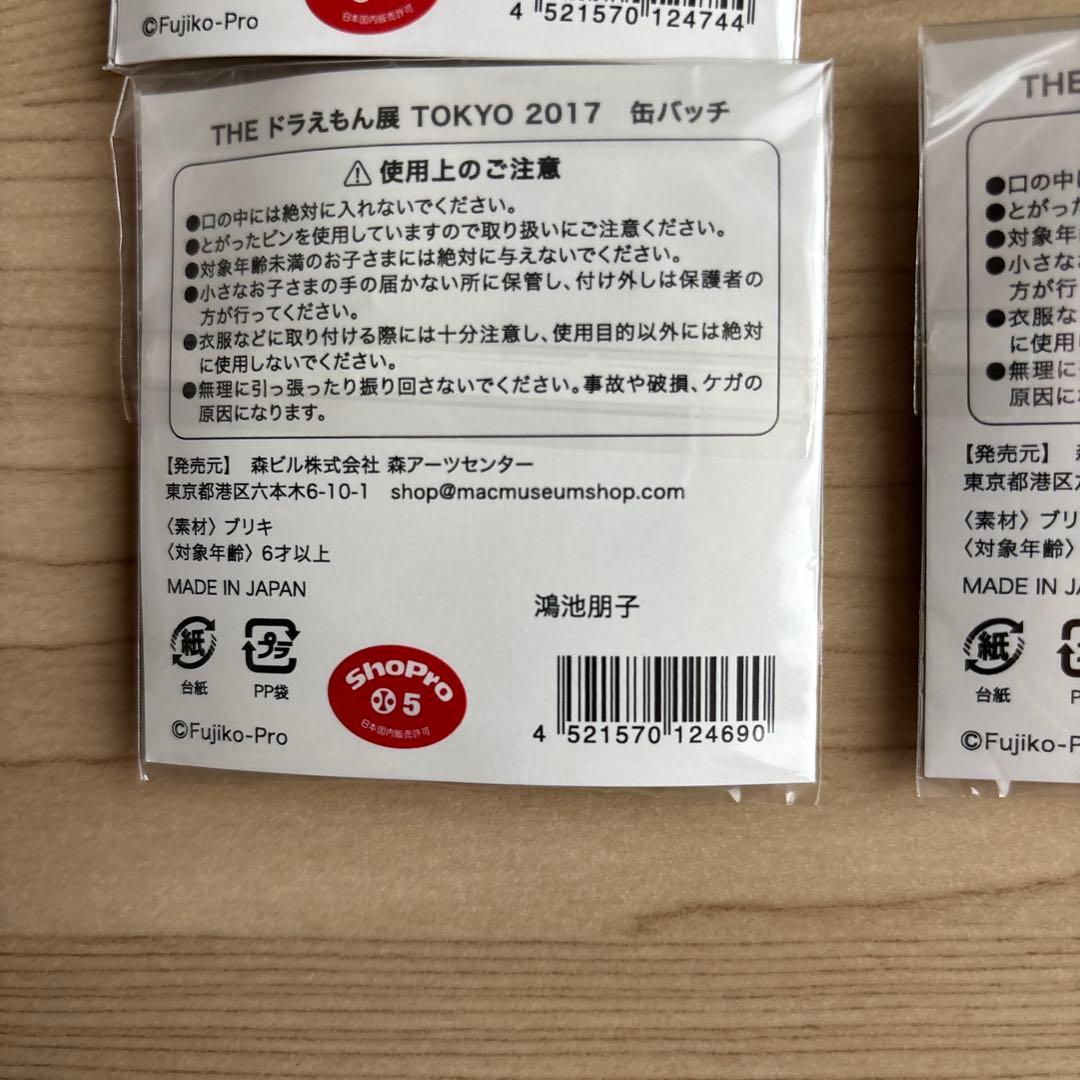 ©Fujiko-Pro
日本国内販売許可
4 521570 124744
THE ドラえもん展 TOKYO 2017 缶バッチ
⚠ 使用上のご注意
●口の中には絶対に入れないでください。
●とがったピンを使用していますので取り扱いにご注意ください。
●対象年齢未満のお子さまには絶対に与えないでください。
●小さなお子さまの手の届かない所に保管し、付け外しは保護者の
方が行ってください。
●衣服などに取り付ける際には十分注意し、使用目的以外には絶対
に使用しないでください。
●無理に引っ張ったり振り回さないでください。事故や破損、ケガの
原因になります。
【発売元】 森ビル株式会社 森アーツセンター
東京都港区六本木6-10-1 shop@macmuseumshop.com
〈素材〉ブリキ
〈対象年齢〉6才以上
MADE IN JAPAN
鴻池朋子
紙
プラ
台紙
PP袋
ShoPro
5
日本国内販売許可
©Fujiko-Pro
4 521570 124690
THE
●口の中
●とがった
●対象年
●小さな
方が行
●衣服な
に使用
●無理に
原因に
【発売元】
東京都港区
〈素材〉ブリ
〈対象年齢〉
MADE IN JA
紙
台紙
P
©Fujiko-P